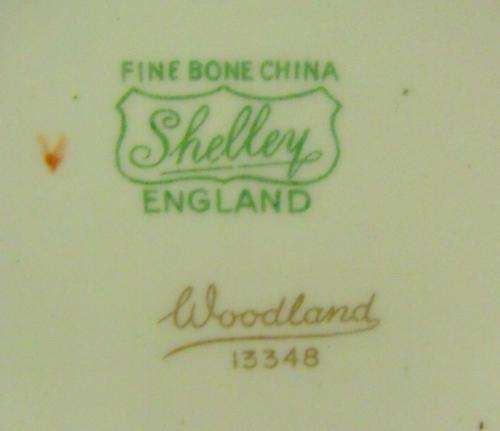 FINE BONE CHINA
Shelley
ENGLAND
Woodland
13348